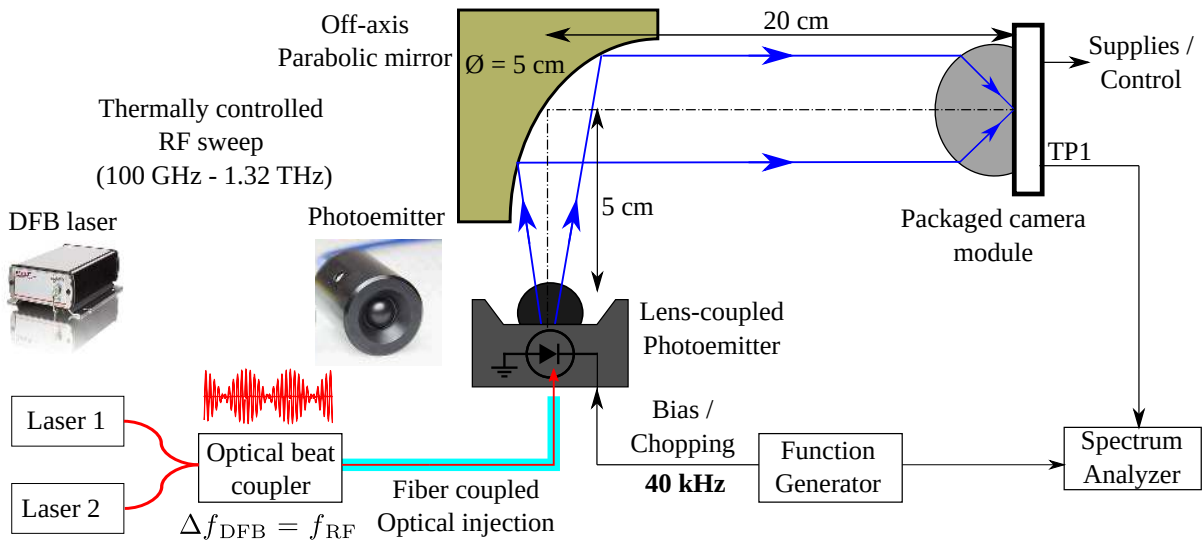 Off-axis
Parabolic mirror
Ø = 5 cm
20 cm
Supplies /
Control
Thermally controlled
RF sweep
(100 GHz - 1.32 THz)
TP1
5 cm
DFB laser
Photoemitter
Packaged camera
module
Lens-coupled
Photoemitter
Laser 1
Laser 2
Optical beat
coupler
Δf_DFB = f_RF
Fiber coupled
Optical injection
Bias /
Chopping
40 kHz
Function
Generator
Spectrum
Analyzer